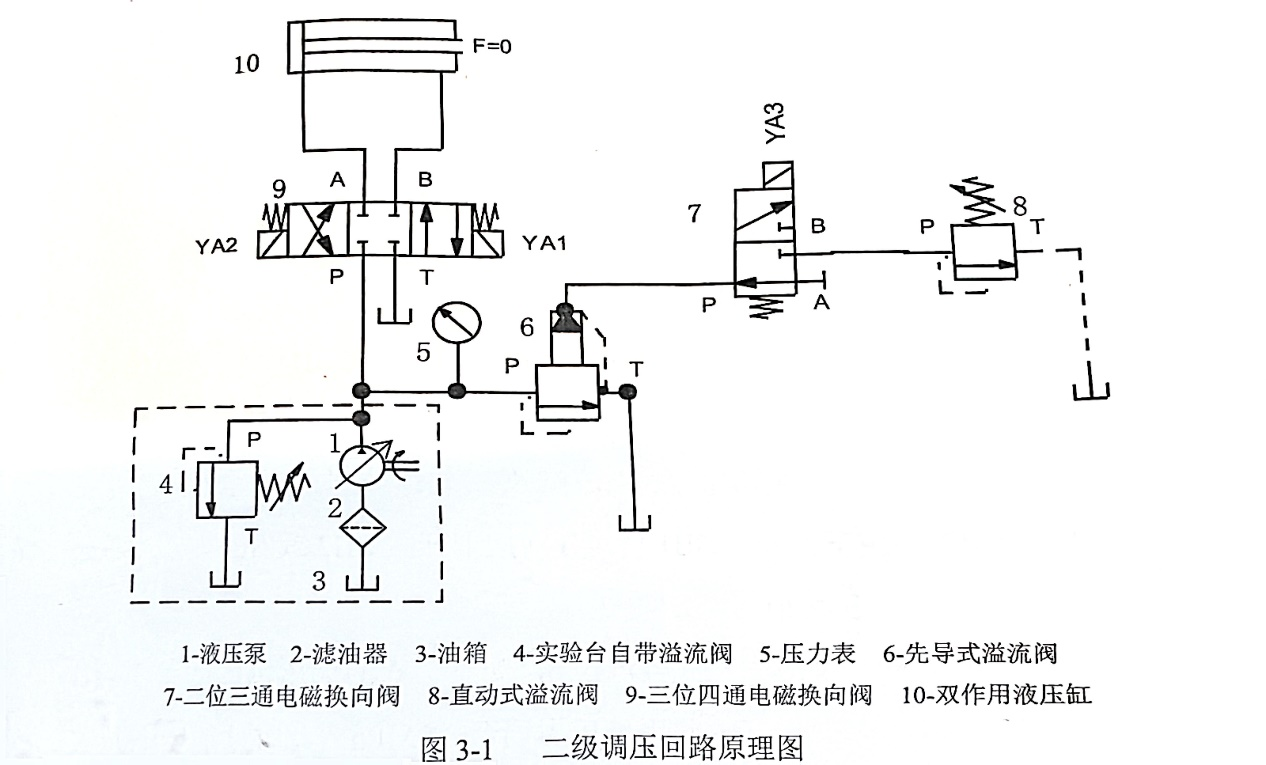 F=0
10
YA3
9
A
B
7
8
YA2
YA1
B
P
T
P
T
P
A
6
5
P
T
1
P
4
2
T
3
1-液压泵 2-滤油器 3-油箱 4-实验台自带溢流阀 5-压力表 6-先导式溢流阀
7-二位三通电磁换向阀 8-直动式溢流阀 9-三位四通电磁换向阀 10-双作用液压缸
图 3-1 二级调压回路原理图